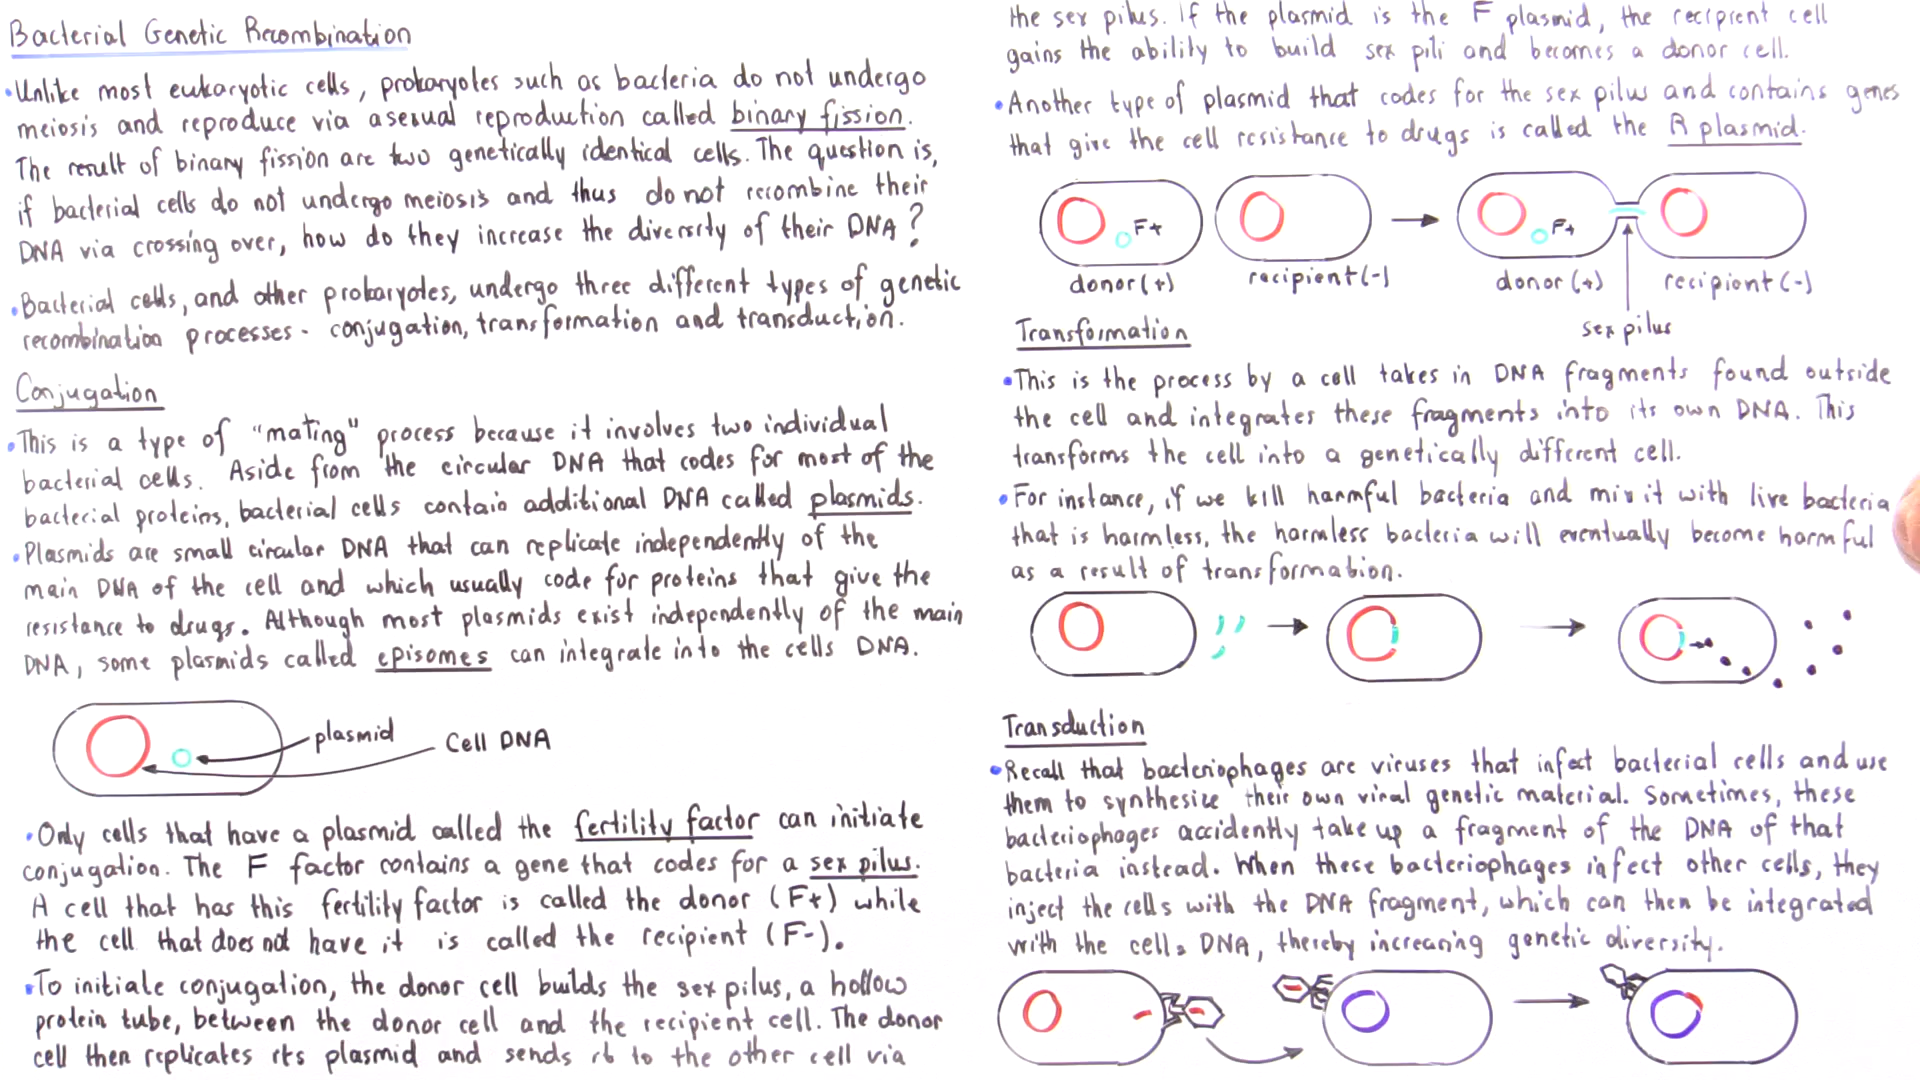 Bacterial Genetic Recombination
•Unlike most eukaryotic cells, prokaryotes such as bacteria do not undergo
meiosis and reproduce via asexual reproduction called binary fission.
The result of binary fission are two genetically identical cells. The question is,
if bacterial cells do not undergo meiosis and thus do not recombine their
DNA via crossing over, how do they increase the diversity of their DNA?
•Bacterial cells, and other prokaryotes, undergo three different types of genetic
recombination processes - conjugation, transformation and transduction.
Conjugation
•This is a type of "mating" process because it involves two individual
bacterial cells. Aside from the circular DNA that codes for most of the
bacterial proteins, bacterial cells contain additional DNA called plasmids.
•Plasmids are small circular DNA that can replicate independently of the
main DNA of the cell and which usually code for proteins that give the
resistance to drugs. Although most plasmids exist independently of the main
DNA, some plasmids called episomes can integrate into the cells DNA.
plasmid
Cell DNA
•Only cells that have a plasmid called the fertility factor can initiate
conjugation. The F factor contains a gene that codes for a sex pilus.
A cell that has this fertility factor is called the donor (F+) while
the cell that does not have it is called the recipient (F-).
•To initiate conjugation, the donor cell builds the sex pilus, a hollow
protein tube, between the donor cell and the recipient cell. The donor
cell then replicates its plasmid and sends it to the other cell via
the sex pilus. If the plasmid is the F plasmid, the recipient cell
gains the ability to build sex pili and becomes a donor cell.
•Another type of plasmid that codes for the sex pilus and contains genes
that give the cell resistance to drugs is called the R plasmid.
F+
F+
donor (+)
recipient (-)
donor (+)
recipient (-)
sex pilus
Transformation
•This is the process by a cell takes in DNA fragments found outside
the cell and integrates these fragments into its own DNA. This
transforms the cell into a genetically different cell.
•For instance, if we kill harmful bacteria and mix it with live bacteria
that is harmless, the harmless bacteria will eventually become harmful
as a result of transformation.
Transduction
•Recall that bacteriophages are viruses that infect bacterial cells and use
them to synthesize their own viral genetic material. Sometimes, these
bacteriophages accidently take up a fragment of the DNA of that
bacteria instead. When these bacteriophages infect other cells, they
inject the cells with the DNA fragment, which can then be integrated
with the cells DNA, thereby increasing genetic diversity.